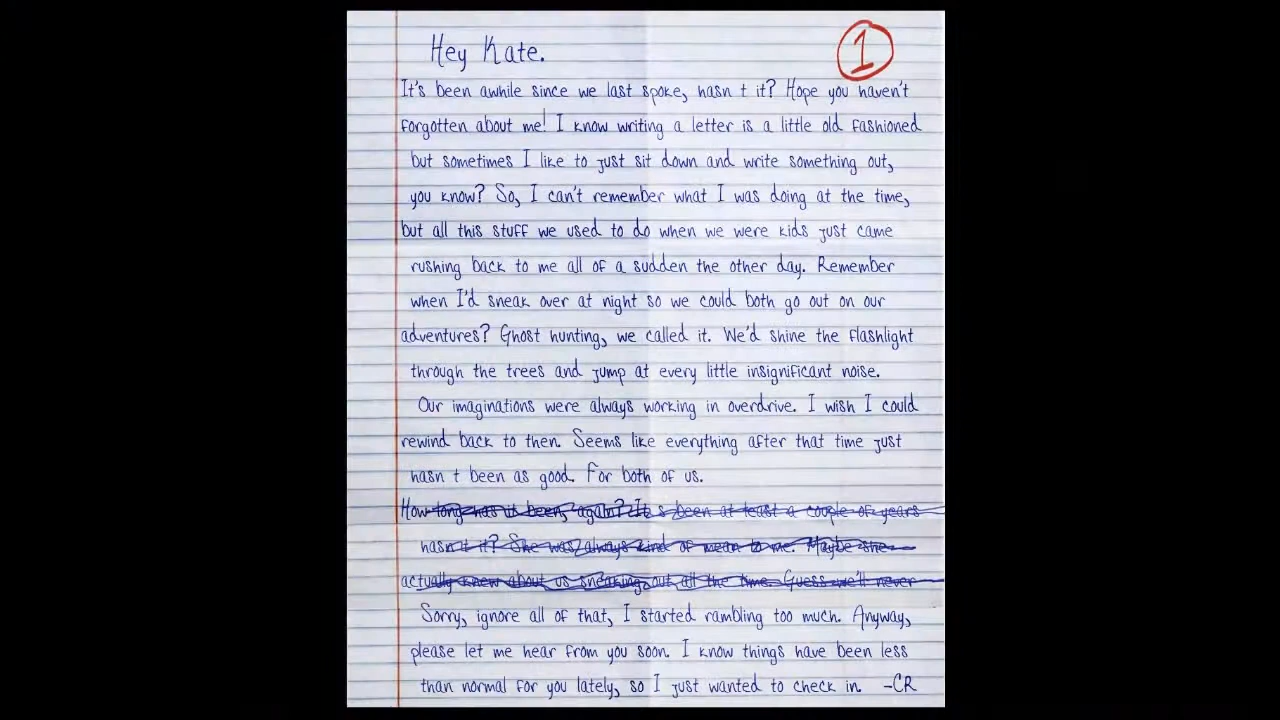 Hey Kate.
1
It's been awhile since we last spoke, hasn t it? Hope you haven't
forgotten about me! I know writing a letter is a little old fashioned
but sometimes I like to just sit down and write something out,
you know? So, I can't remember what I was doing at the time,
but all this stuff we used to do when we were kids just came
rushing back to me all of a sudden the other day. Remember
when I'd sneak over at night so we could both go out on our
adventures? Ghost hunting, we called it. We'd shine the flashlight
through the trees and jump at every little insignificant noise.
Our imaginations were always working in overdrive. I wish I could
rewind back to then. Seems like everything after that time just
hasn t been as good. For both of us.
How long has it been, again? It s been at least a couple of years
hasn t it? She was always kind of mean to me. Maybe she
actually knew about us sneaking out all the time. Guess we'll never
Sorry, ignore all of that, I started rambling too much. Anyway,
please let me hear from you soon. I know things have been less
than normal for you lately, so I just wanted to check in. -CR